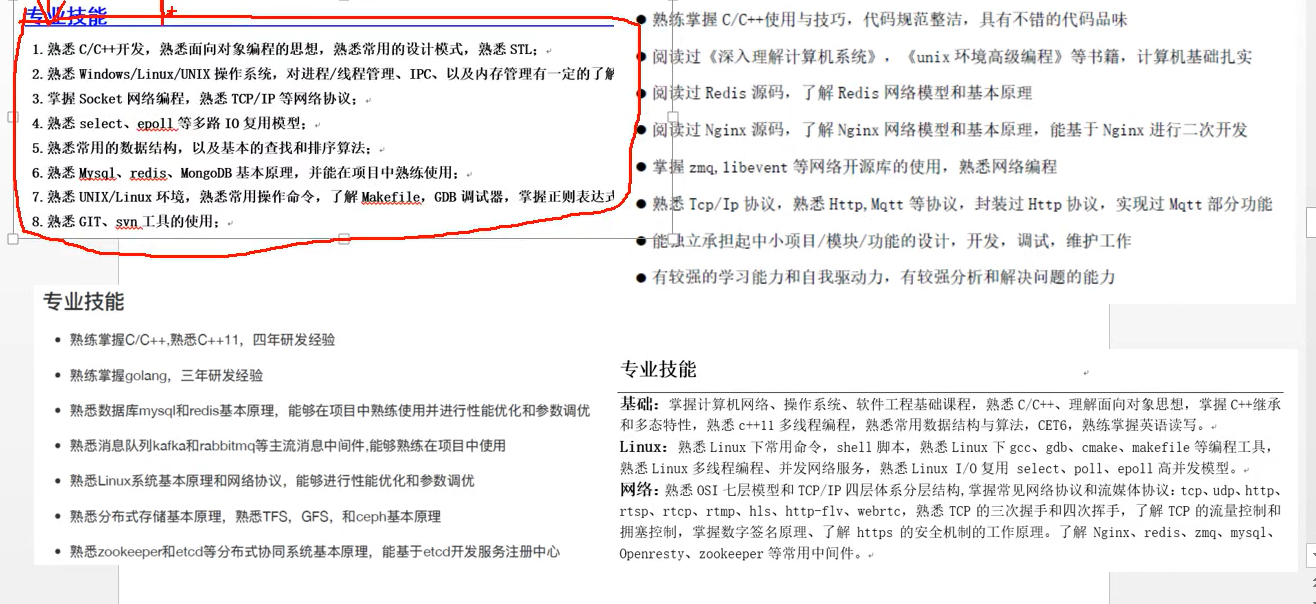 专业技能
1. 熟悉 C/C++开发，熟悉面向对象编程的思想，熟悉常用的设计模式，熟悉 STL；
2. 熟悉 Windows/Linux/UNIX 操作系统，对进程/线程管理、IPC、以及内存管理有一定的了解
3. 掌握 Socket 网络编程，熟悉 TCP/IP 等网络协议；
4. 熟悉 select、epoll 等多路 IO 复用模型；
5. 熟悉常用的数据结构，以及基本的查找和排序算法；
6. 熟悉 Mysql、redis、MongoDB 基本原理，并能在项目中熟练使用；
7. 熟悉 UNIX/Linux 环境，熟悉常用操作命令，了解 Makefile，GDB 调试器，掌握正则表达式
8. 熟悉 GIT、svn 工具的使用；
● 熟练掌握 C/C++使用与技巧，代码规范整洁，具有不错的代码品味
● 阅读过《深入理解计算机系统》，《unix 环境高级编程》等书籍，计算机基础扎实
● 阅读过 Redis 源码，了解 Redis 网络模型和基本原理
● 阅读过 Nginx 源码，了解 Nginx 网络模型和基本原理，能基于 Nginx 进行二次开发
● 掌握 zmq,libevent 等网络开源库的使用，熟悉网络编程
● 熟悉 Tcp/Ip 协议，熟悉 Http,Mqtt 等协议，封装过 Http 协议，实现过 Mqtt 部分功能
● 能独立承担起中小项目/模块/功能的设计，开发，调试，维护工作
● 有较强的学习能力和自我驱动力，有较强分析和解决问题的能力
专业技能
• 熟练掌握C/C++,熟悉C++11，四年研发经验
• 熟练掌握golang，三年研发经验
• 熟悉数据库mysql和redis基本原理，能够在项目中熟练使用并进行性能优化和参数调优
• 熟悉消息队列kafka和rabbitmq等主流消息中间件,能够熟练在项目中使用
• 熟悉Linux系统基本原理和网络协议，能够进行性能优化和参数调优
• 熟悉分布式存储基本原理，熟悉TFS，GFS，和ceph基本原理
• 熟悉zookeeper和etcd等分布式协同系统基本原理，能基于etcd开发服务注册中心
专业技能
基础：掌握计算机网络、操作系统、软件工程基础课程，熟悉 C/C++、理解面向对象思想，掌握 C++继承
和多态特性，熟悉 c++11 多线程编程，熟悉常用数据结构与算法，CET6，熟练掌握英语读写。
Linux：熟悉 Linux 下常用命令，shell 脚本，熟悉 Linux 下 gcc、gdb、cmake、makefile 等编程工具，
熟悉 Linux 多线程编程、并发网络服务，熟悉 Linux I/O 复用 select、poll、epoll 高并发模型。
网络：熟悉 OSI 七层模型和 TCP/IP 四层体系分层结构,掌握常见网络协议和流媒体协议：tcp、udp、http、
rtsp、rtcp、rtmp、hls、http-flv、webrtc，熟悉 TCP 的三次握手和四次挥手，了解 TCP 的流量控制和
拥塞控制，掌握数字签名原理、了解 https 的安全机制的工作原理。了解 Nginx、redis、zmq、mysql、
Openresty、zookeeper 等常用中间件。